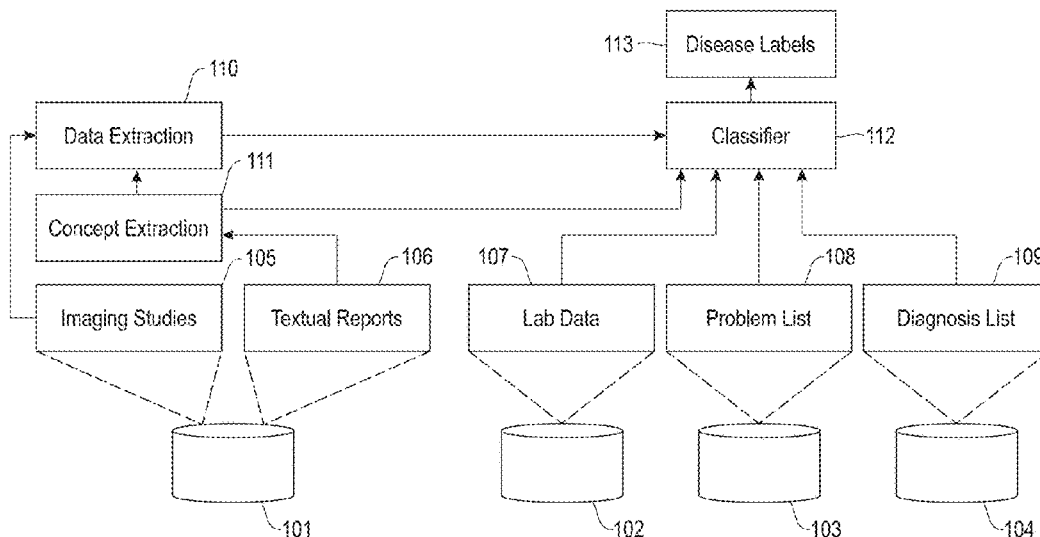 113
Disease Labels
110
Data Extraction
Classifier
112
111
Concept Extraction
105
106
107
108
109
Imaging Studies
Textual Reports
Lab Data
Problem List
Diagnosis List
101
102
103
104